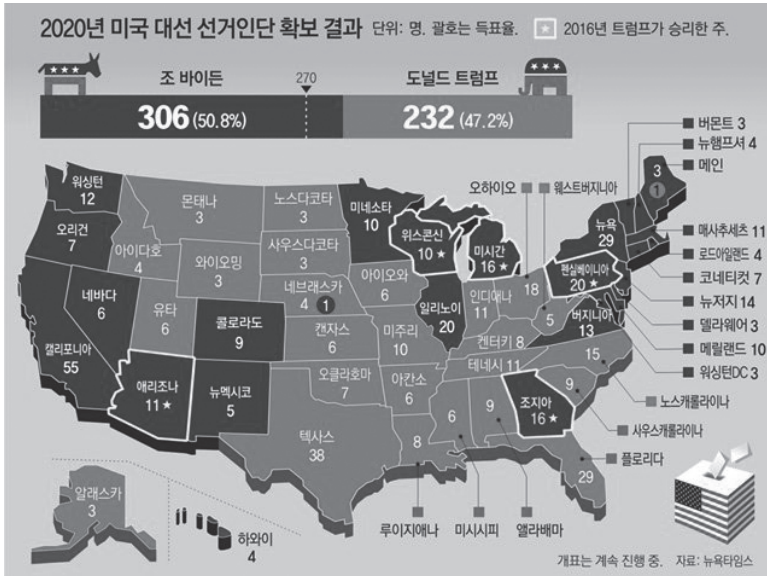 2020년 미국 대선 선거인단 확보 결과 단위: 명. 괄호는 득표율. ★ 2016년 트럼프가 승리한 주.
조 바이든
270
도널드 트럼프
306 (50.8%)
232 (47.2%)
버몬트 3
뉴햄프셔 4
메인
3
1
워싱턴
12
몬태나
3
노스다코타
3
미네소타
10
오하이오
웨스트버지니아
뉴욕
29
매사추세츠 11
오리건
7
아이다호
4
와이오밍
3
사우스다코타
3
위스콘신
10 ★
미시간
16 ★
펜실베이니아
20 ★
로드아일랜드 4
코네티컷 7
뉴저지 14
네바다
6
유타
6
네브래스카
4
1
아이오와
6
일리노이
20
인디애나
11
18
5
버지니아
13
델라웨어 3
메릴랜드 10
워싱턴DC 3
캘리포니아
55
콜로라도
9
캔자스
6
미주리
10
켄터키 8
테네시 11
15
노스캐롤라이나
애리조나
11 ★
뉴멕시코
5
오클라호마
7
아칸소
6
6
9
조지아
16 ★
9
사우스캐롤라이나
텍사스
38
8
플로리다
29
알래스카
3
하와이
4
루이지애나
미시시피
앨라배마
개표는 계속 진행 중. 자료: 뉴욕타임스